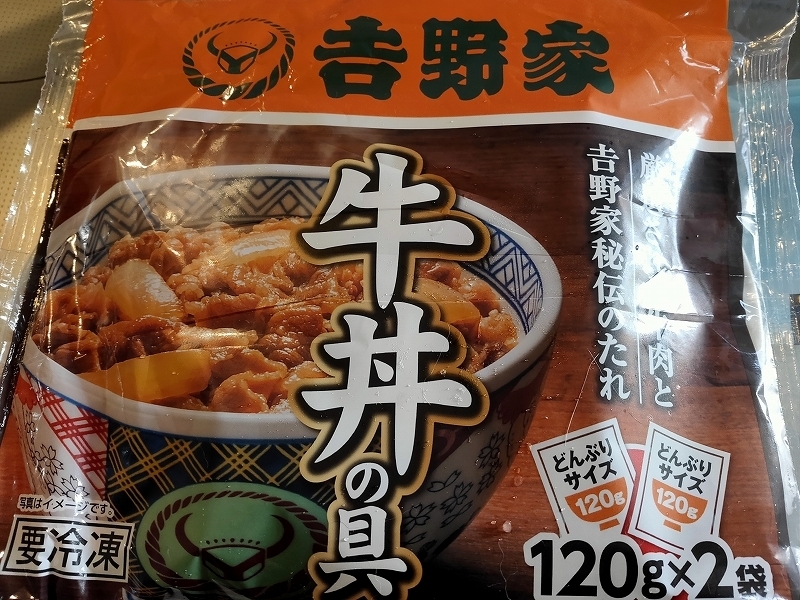 吉野家
牛丼の具
肉と
吉野家秘伝のたれ
どんぶり
サイズ
120g
どんぶり
サイズ
120g
120g×2袋
写真はイメージです。
要冷凍